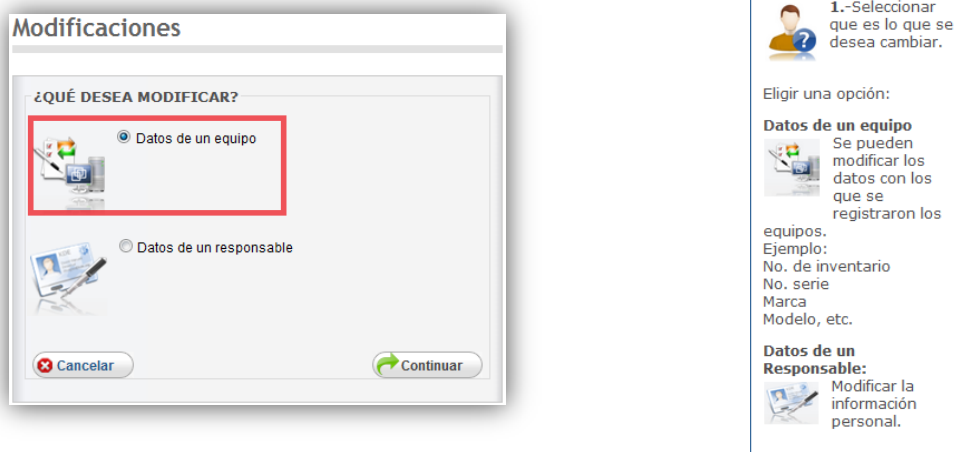 Modificaciones
¿QUÉ DESEA MODIFICAR?
Datos de un equipo
Datos de un responsable
Cancelar
Continuar
1.-Seleccionar
que es lo que se
desea cambiar.
Eligir una opción:
Datos de un equipo
Se pueden
modificar los
datos con los
que se
registraron los
equipos.
Ejemplo:
No. de inventario
No. serie
Marca
Modelo, etc.
Datos de un
Responsable:
Modificar la
información
personal.